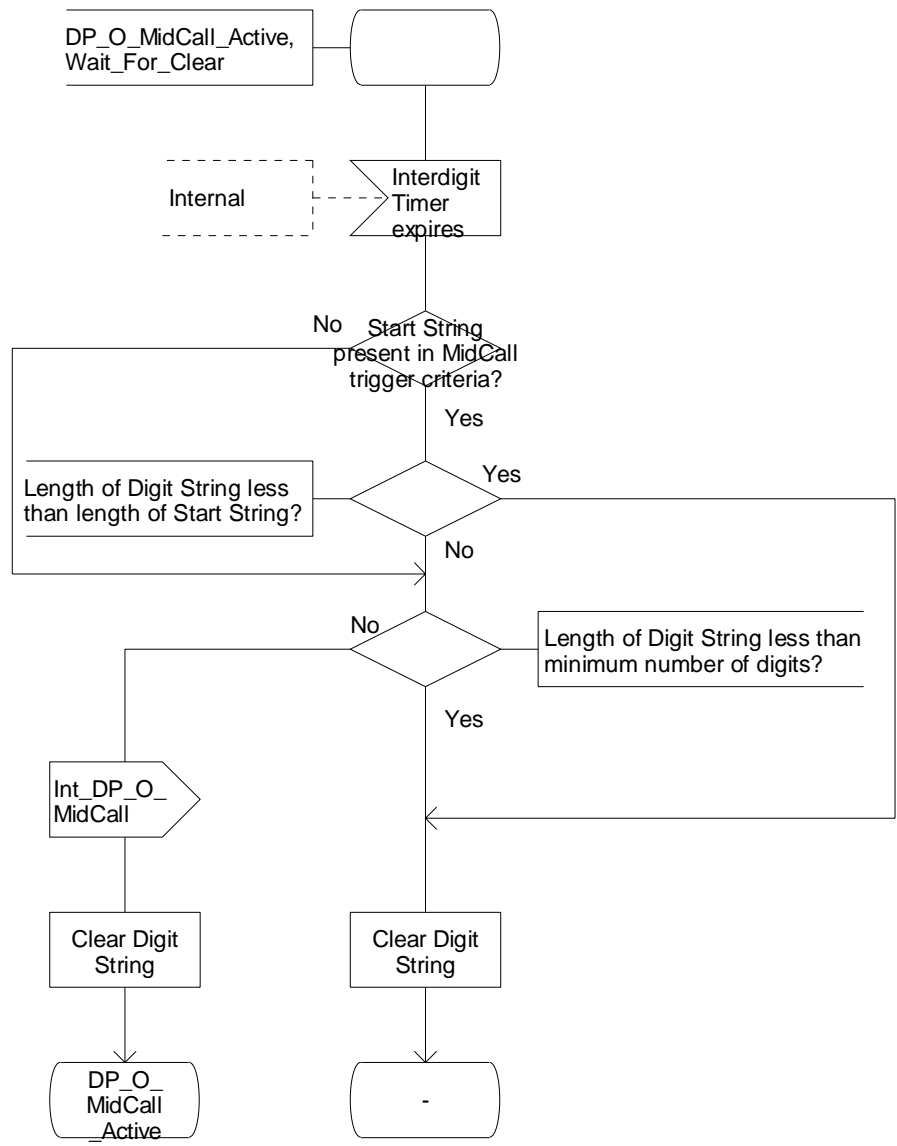 DP_O_MidCall_Active,
Wait_For_Clear
Internal
Interdigit
Timer
expires
No
Start String
present in MidCall
trigger criteria?
Yes
Length of Digit String less
than length of Start String?
Yes
No
No
Length of Digit String less than
minimum number of digits?
Yes
Int_DP_O_
MidCall
Clear Digit
String
Clear Digit
String
DP_O_
MidCall
_Active
-